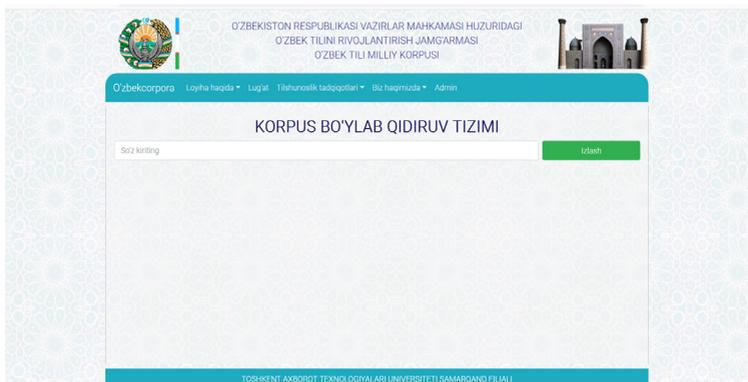 O'ZBEKISTON RESPUBLIKASI VAZIRLAR MAHKAMASI HUZURIDAGI
O'ZBEK TILINI RIVOJLANTIRISH JAMG'ARMASI
O'ZBEK TILI MILLIY KORPUSI
O'zbekcorpora Loyiha haqida Lug'at Tilshunoslik tadqiqotlari Biz haqimizda Admin
KORPUS BO'YLAB QIDIRUV TIZIMI
So'z kiriting Izlash
TOSHKENT AXBOROT TEXNOLOGIYALARI UNIVERSITETI SAMARQAND FILIALI